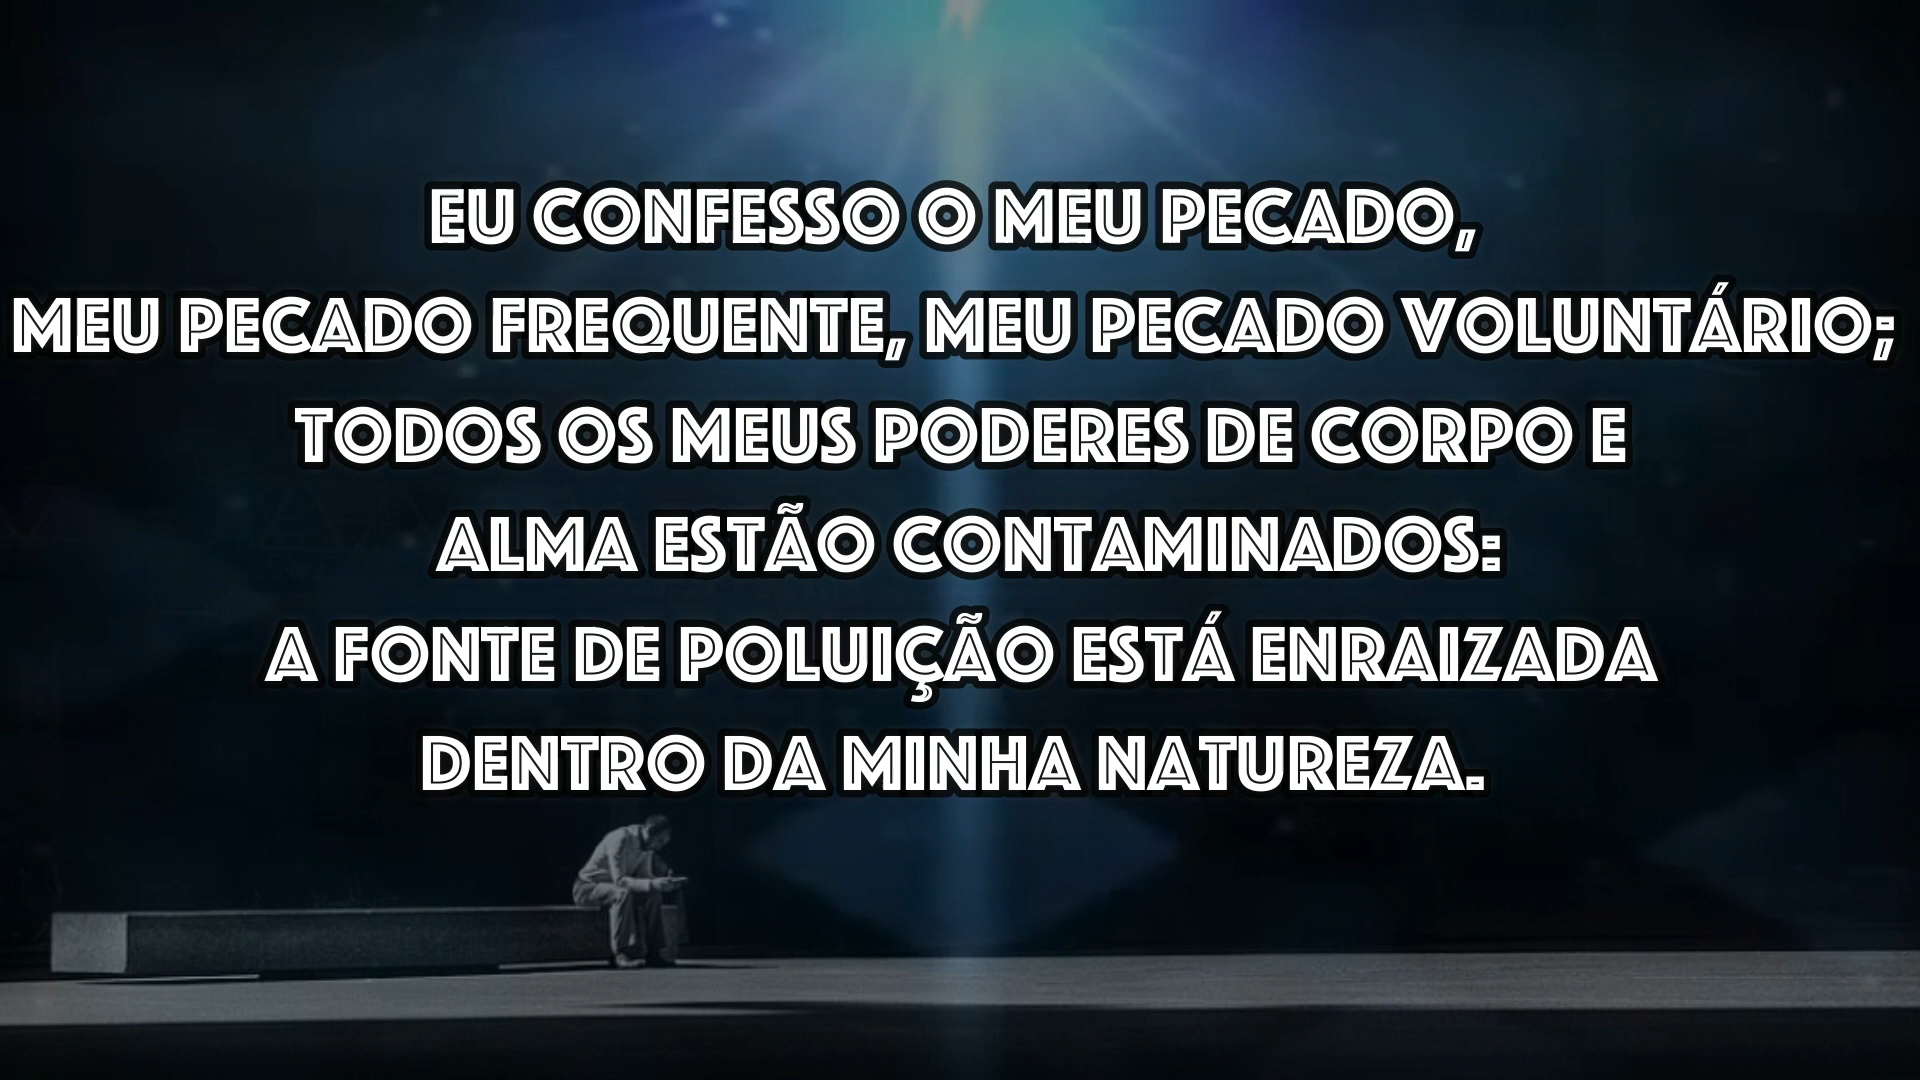 EU CONFESSO O MEU PECADO,
MEU PECADO FREQUENTE, MEU PECADO VOLUNTÁRIO;
TODOS OS MEUS PODERES DE CORPO E
ALMA ESTÃO CONTAMINADOS:
A FONTE DE POLUIÇÃO ESTÁ ENRAIZADA
DENTRO DA MINHA NATUREZA.